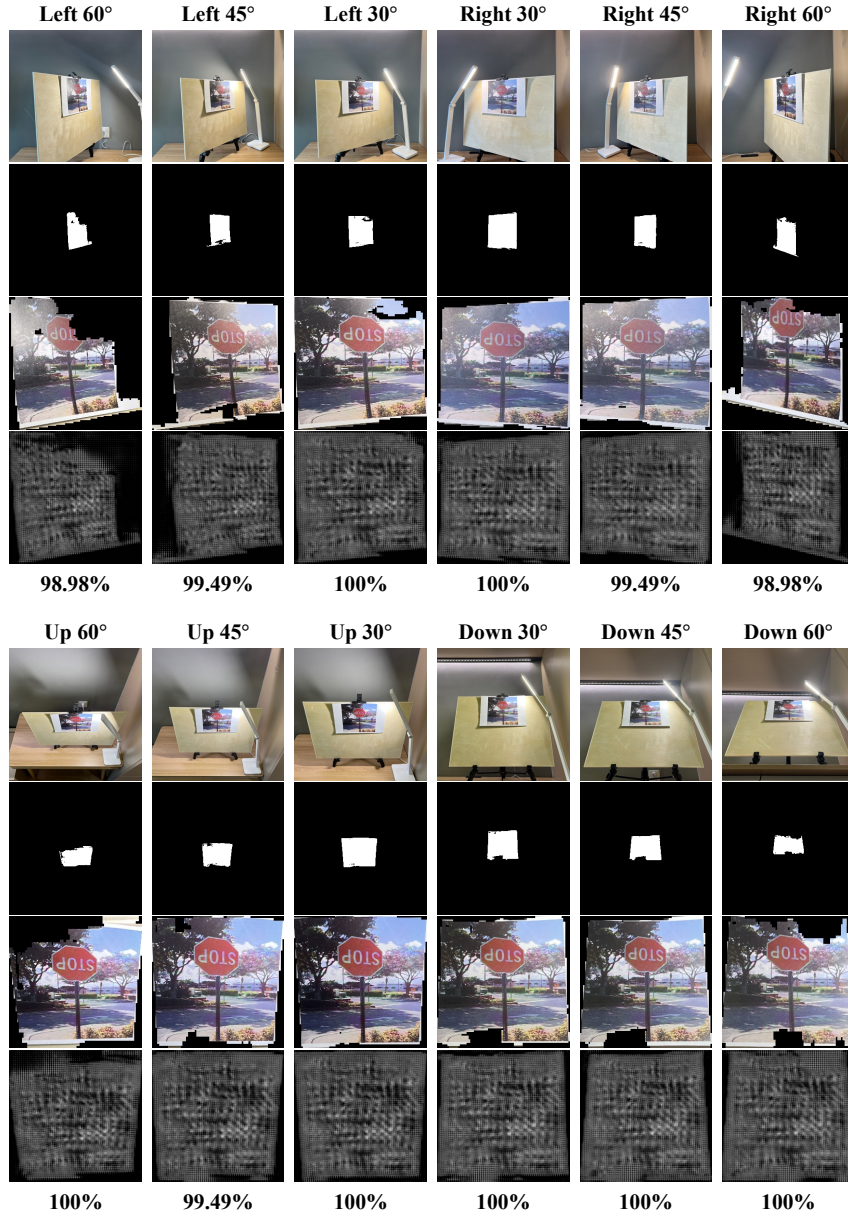 Left 60° Left 45° Left 30° Right 30° Right 45° Right 60°
TOP STOP STOP STOP STOP STOP
98.98% 99.49% 100% 100% 99.49% 98.98%
Up 60° Up 45° Up 30° Down 30° Down 45° Down 60°
STOP STOP STOP STOP STOP STOP
100% 99.49% 100% 100% 100% 100%